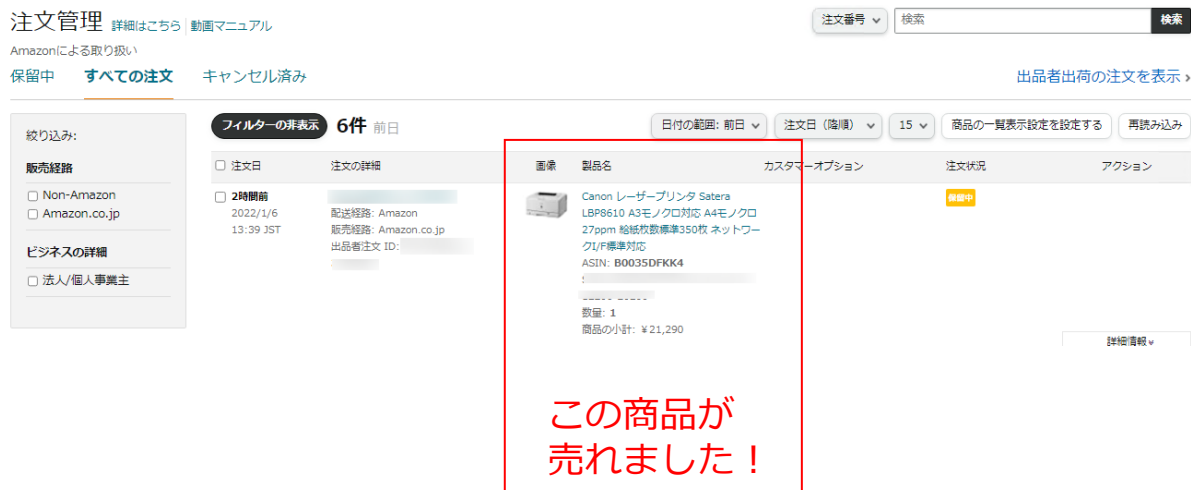 注文管理 詳細はこちら 動画マニュアル
注文番号 検索 検索
Amazonによる取り扱い
保留中 すべての注文 キャンセル済み 出品者出荷の注文を表示
絞り込み:
販売経路
Non-Amazon
Amazon.co.jp
ビジネスの詳細
法人/個人事業主
フィルターの非表示 6件 前日 日付の範囲: 前日 注文日（降順） 15 商品の一覧表示設定を設定する 再読み込み
注文日 注文の詳細 画像 製品名 カスタマーオプション 注文状況 アクション
2時間前
2022/1/6
13:39 JST
配送経路: Amazon
販売経路: Amazon.co.jp
出品者注文 ID:
Canon レーザープリンタ Satera
LBP8610 A3モノクロ対応 A4モノクロ
27ppm 給紙枚数標準350枚 ネットワー
クI/F標準対応
ASIN: B0035DFKK4
数量: 1
商品の小計: ¥21,290
保留中
詳細情報
この商品が
売れました！